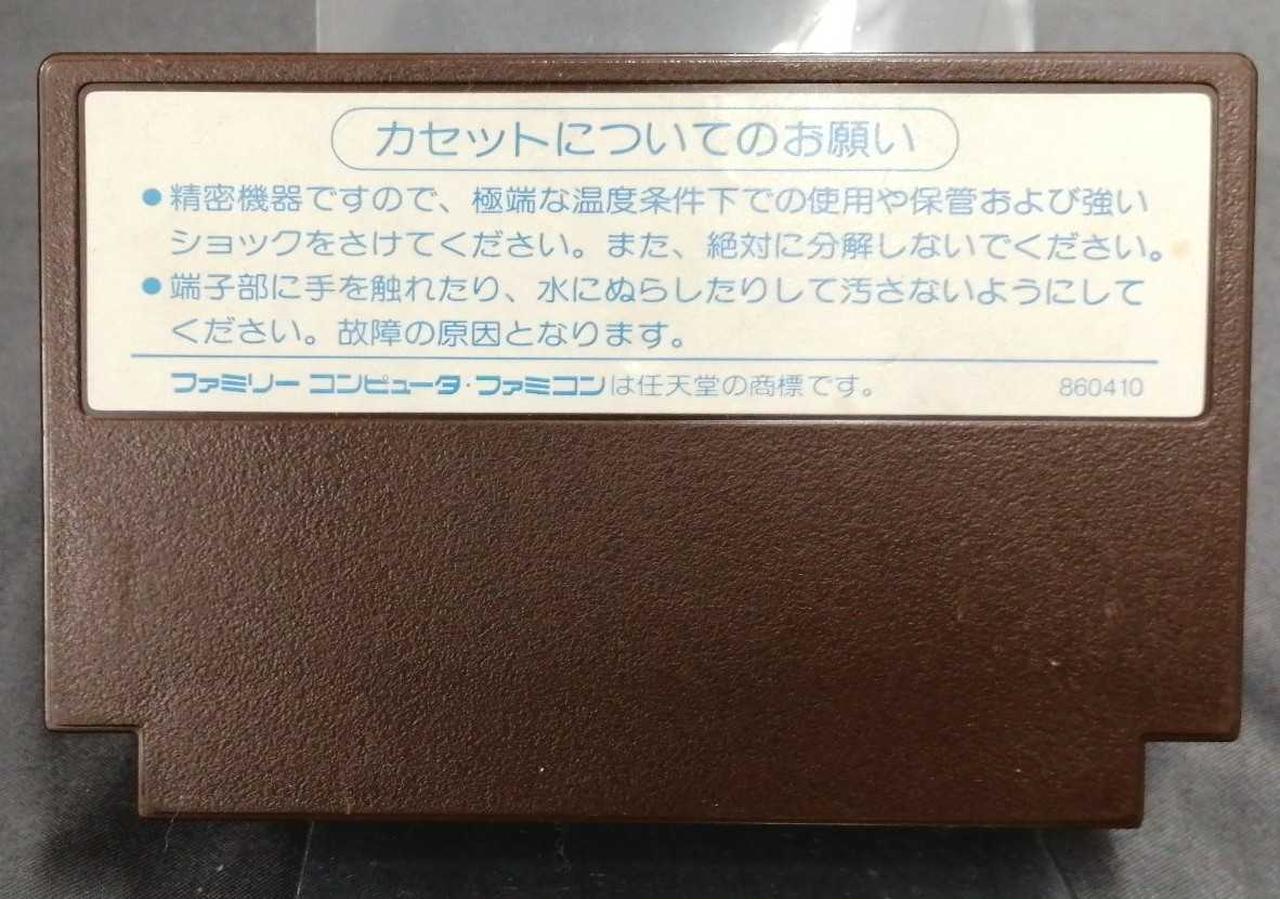 カセットについてのお願い
●精密機器ですので、極端な温度条件下での使用や保管および強い
ショックをさけてください。また、絶対に分解しないでください。
●端子部に手を触れたり、水にぬらしたりして汚さないようにして
ください。故障の原因となります。
ファミリー コンピュータ・ファミコンは任天堂の商標です。 860410